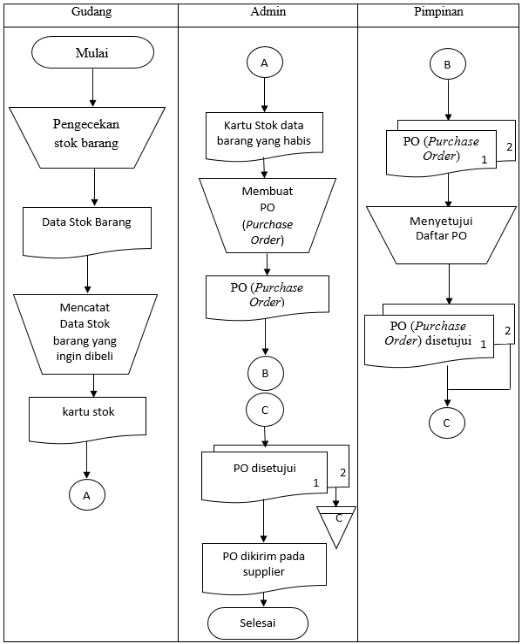 Gudang
Mulai
Pengecekan
stok barang
Data Stok Barang
Mencatat
Data Stok
barang yang
ingin dibeli
kartu stok
A
Admin
A
Kartu Stok data
barang yang habis
Membuat
PO
(Purchase
Order)
PO (Purchase
Order)
B
C
PO disetujui
1
2
C
PO dikirim pada
supplier
Selesai
Pimpinan
B
PO (Purchase
Order)
1
2
Menyetujui
Daftar PO
PO (Purchase
Order) disetujui
1
2
C